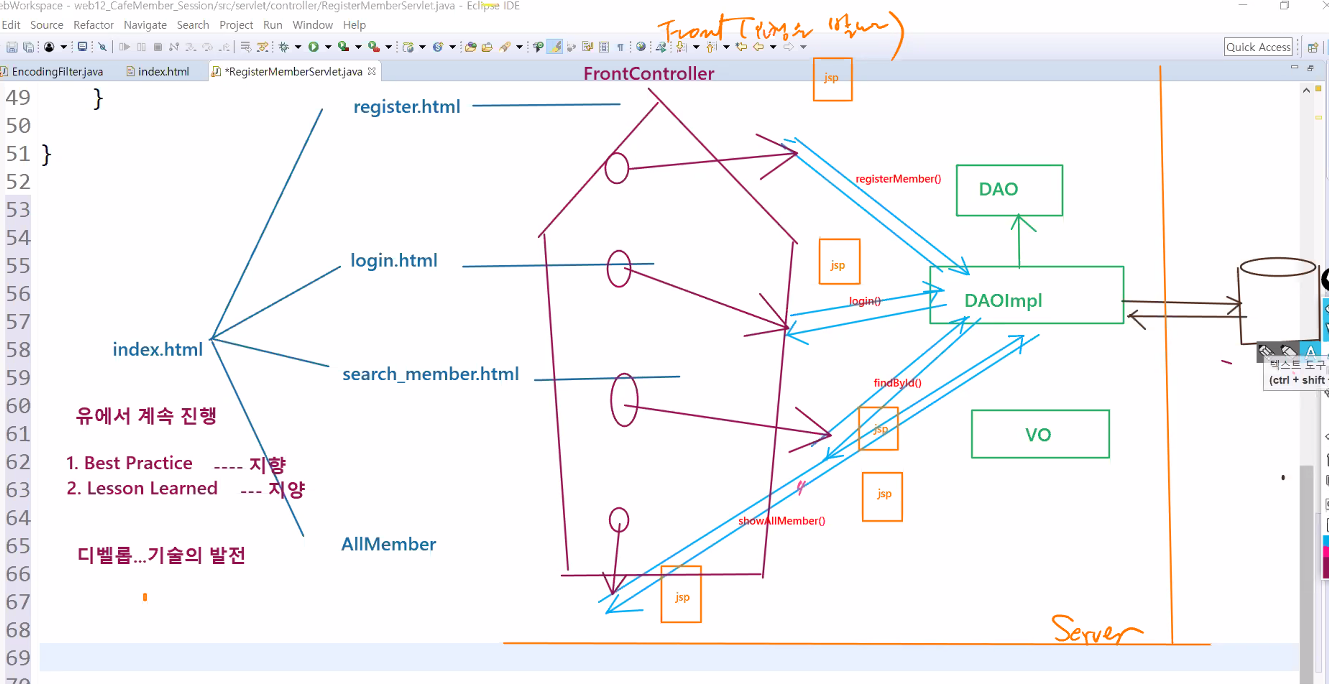 ebWorkspace - web12_CafeMember_Session/src/servlet/controller/RegisterMemberServlet.java - Eclipse IDE
Edit Source Refactor Navigate Search Project Run Window Help
Front
Quick Access
EncodingFilter.java index.html *RegisterMemberServlet.java
FrontController
jsp
49 }
50
51 }
52
53
54
55
56
57
58
59
60
61
62
63
64
65
66
67
68
69
70
register.html
registerMember()
DAO
login.html
jsp
login()
DAOImpl
index.html
search_member.html
findById()
텍스트 도구
(ctrl + shift
유에서 계속 진행
jsp
VO
1. Best Practice ---- 지향
2. Lesson Learned --- 지양
jsp
showAllMember()
AllMember
디벨롭...기술의 발전
jsp
Server